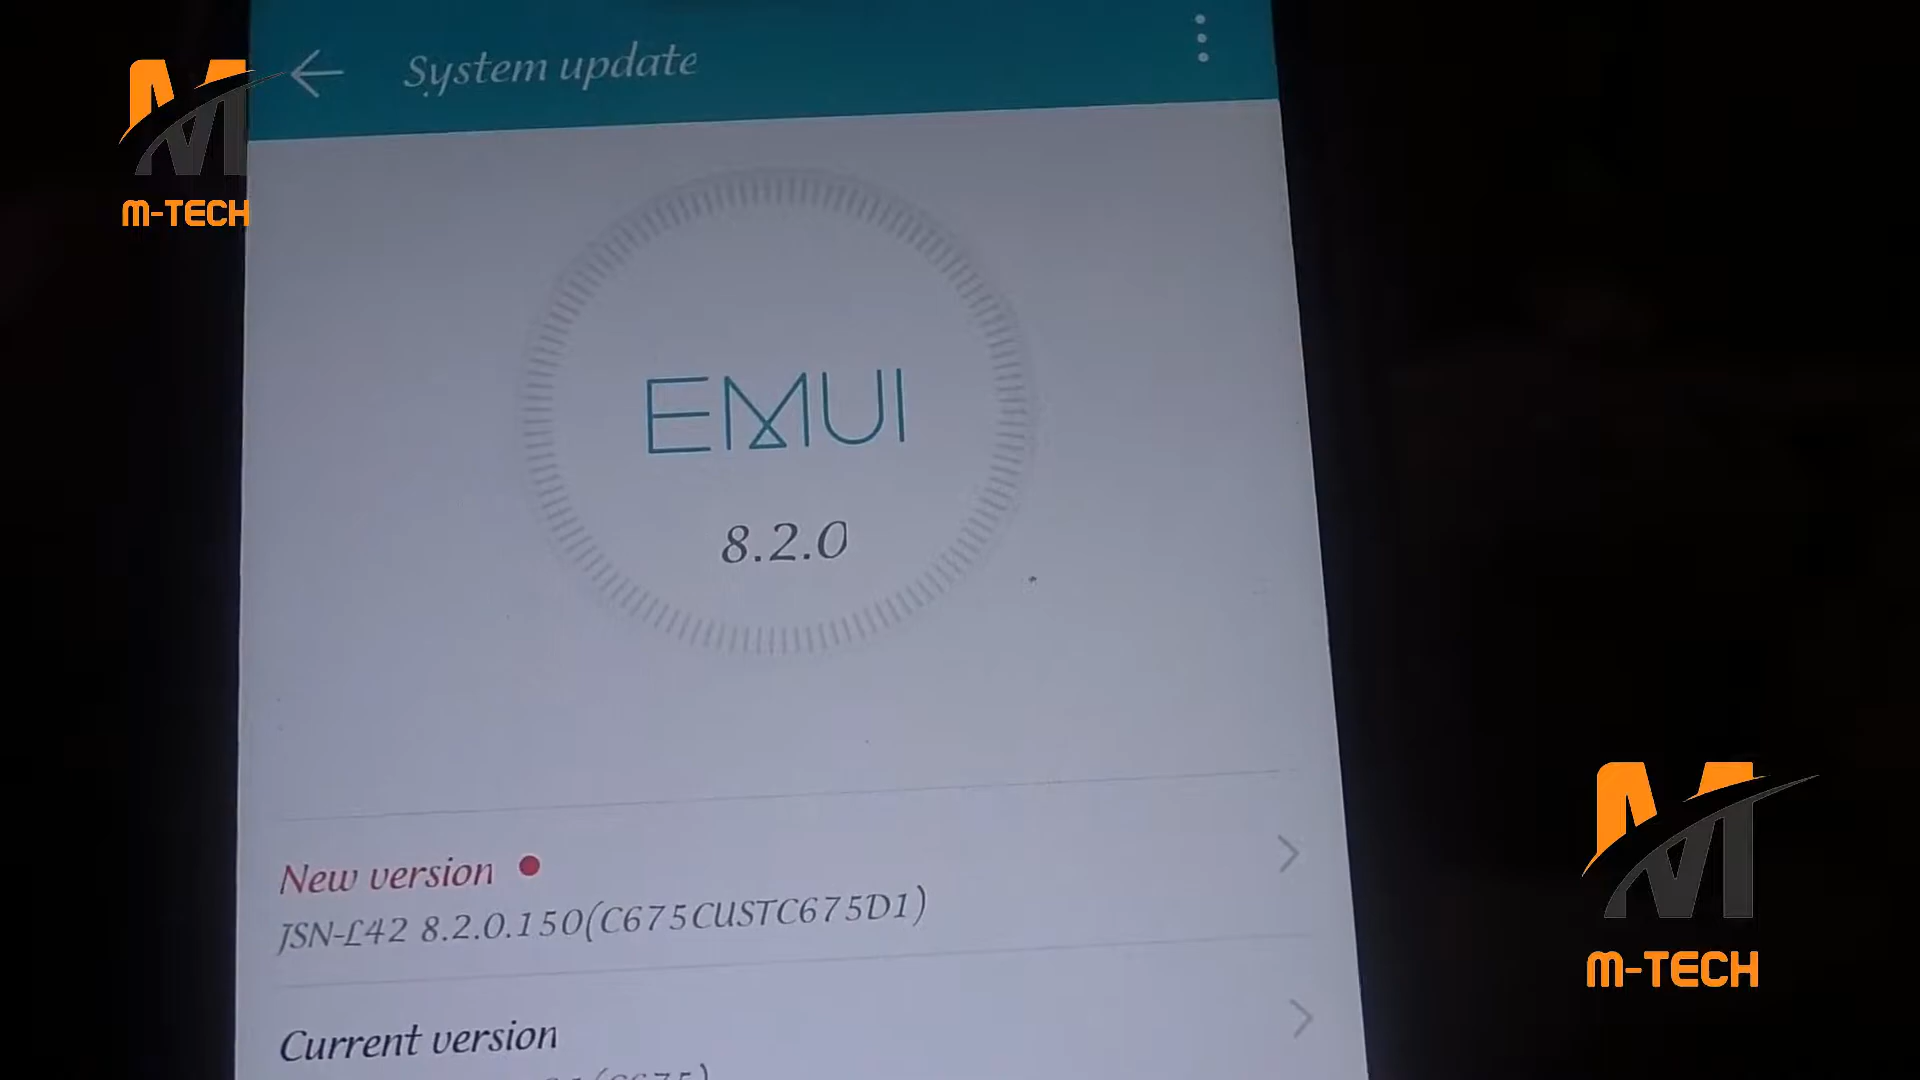 System update
M-TECH
EMUI
8.2.0
New version
JSN-L42 8.2.0.150(C675CUSTC675D1)
Current version
M-TECH